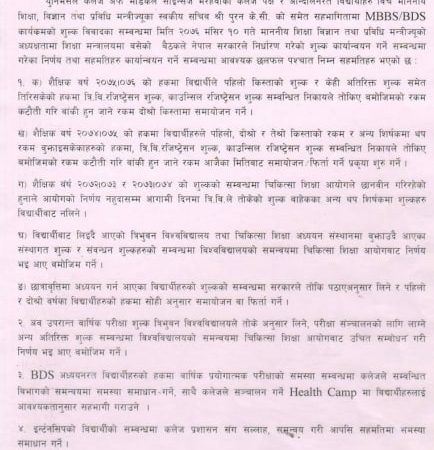 युनिभर्सल कलेज अफ मेडिकल साइन्सेज भैरहवाका कलेज पक्ष र आन्दोलनरत विद्यार्थीहरु विच माननीय
शिक्षा, विज्ञान तथा प्रविधि मन्त्रीज्यूका स्वकीय सचिव श्री पुरन के.सी. को समेत सहभागितामा MBBS/BDS
कार्यक्रमको शुल्क विवादका सम्बन्धमा मिति २०७५ मंसिर १० गते माननीय शिक्षा विज्ञान तथा प्रविधि मन्त्रीज्यूको
अध्यक्षतामा शिक्षा मन्त्रालयमा वसेको बैठकले नेपाल सरकारले निर्धारण गरेको शुल्क कार्यान्वयन गर्ने सम्बन्धमा
गरेका निर्णय तथा सहमतिहरु कार्यान्वयन गर्ने सम्बन्धमा आवश्यक छलफल पश्चात निम्न सहमतिहरु भएको छ :
१. क) शैक्षिक वर्ष २०७५।०७६ को हकमा विद्यार्थीले पहिलो किस्ताको शुल्क र केही अतिरिक्त शुल्क समेत
तिरिसकेको हकमा त्रि.वि.रजिष्ट्रेसन शुल्क, काउन्सिल रजिष्ट्रेसन शुल्क सम्बन्धित निकायले तोकिए बमोजिमको रकम
कटौती गरि बाँकी हुन जाने रकम दोश्रो किस्तामा समायोजन गर्ने ।
ख) शैक्षिक वर्ष २०७४।०७५ को हकमा विद्यार्थीहरुले पहिलो, दोश्रो र तेश्रो किस्ताको रकम र अन्य शिर्षकमा थप
रकम वुझाइसकेकाहरुको हकमा, त्रि.वि.रजिष्ट्रेसन शुल्क, काउन्सिल रजिष्ट्रेसन शुल्क सम्बन्धित निकायले तोकिए
बमोजिमको रकम कटौती गरि बाँकी हुन जाने रकम आजैका मितिबाट समायोजन/फिर्ता गर्ने प्रकृया शुरु गर्ने ।
ग) शैक्षिक वर्ष २०७२।०७३ र २०७३।०७४ को शुल्कको सम्बन्धमा चिकित्सा शिक्षा आयोगले छानवीन गरिरहेको
हुनाले आयोगको निर्णय नहुदासम्म आगामी दिनमा त्रि.वि.ले तोकेको शुल्क वाहेकका अन्य थप शिर्षकमा शुल्कहरु
विद्यार्थीबाट नलिने ।
घ) विद्यार्थीबाट लिइदै आएको त्रिभुवन विश्वविद्यालय तथा चिकित्सा शिक्षा अध्ययन संस्थानमा बुझाउदै आएका
संस्थागत शुल्क र संवन्धन शुल्कहरुको सम्बन्धमा विश्वविद्यालयको समन्वयमा चिकित्सा शिक्षा आयोगबाट निर्णय
भइ आए वमोजिम गर्ने ।
ङ) छात्रावृत्तिमा अध्ययन गर्न आएका विद्यार्थीहरुको शुल्कको सम्बन्धमा सरकारले तोकि पठाएअनुसार लिने र पहिलो
र दोश्रो वर्षका विद्यार्थीहरुको हकमा सोही अनुसार समायोजन वा फिर्ता गर्ने ।
२. अव उपरान्त वार्षिक परीक्षा शुल्क त्रिभुवन विश्वविद्यालयले तोके अनुसार लिने, परीक्षा संञ्चालनको लागि लाग्ने
अन्य अतिरिक्त शुल्क सम्बन्धमा विश्वविद्यालयको समन्वयमा चिकित्सा शिक्षा आयोगबाट उचित सम्वोधन गरी
निर्णय भइ आए वमोजिम गर्ने ।
३. BDS अध्ययनरत विद्यार्थीहरुको हकमा वार्षिक प्रयोगात्मक परीक्षाको समस्या सम्बन्धमा कलेजले सम्बन्धित
विभागको समन्वयमा समस्या समाधान गर्ने, साथै कलेजले सञ्चालन गर्ने Health Camp मा विद्यार्थीहरुलाई
आवश्यकतानुसार सहभागी गराउने ।
४. इन्टर्नसिपको विद्यार्थीको सम्बन्धमा कलेज प्रशासन संग सल्लाह, समन्वय गरी आपसि सहमतिमा समस्या
समाधान गर्ने ।